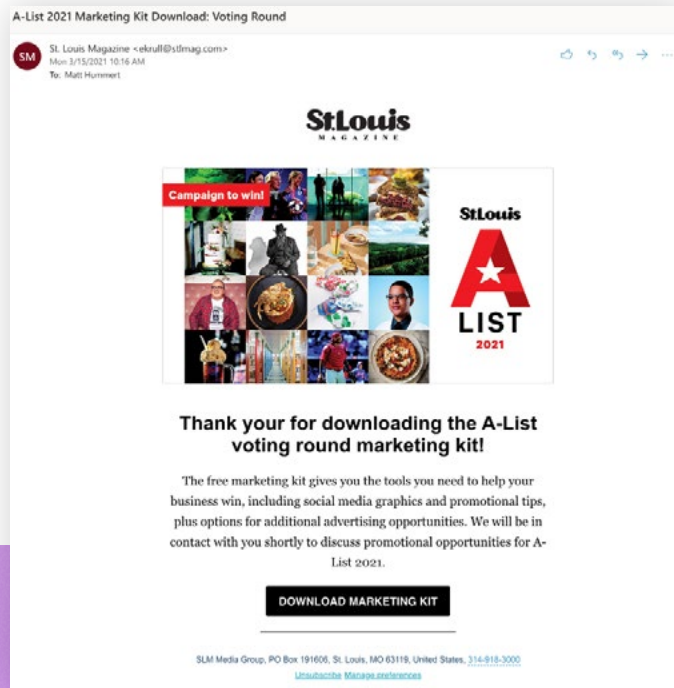 A-List 2021 Marketing Kit Download: Voting Round
SM
St. Louis Magazine <ekrull@stlmag.com>
Mon 3/15/2021 10:16 AM
To: Matt Hummert
St.Louis
MAGAZINE
Campaign to win!
St.Louis
A
LIST
2021
Thank your for downloading the A-List
voting round marketing kit!
The free marketing kit gives you the tools you need to help your
business win, including social media graphics and promotional tips,
plus options for additional advertising opportunities. We will be in
contact with you shortly to discuss promotional opportunities for A-
List 2021.
DOWNLOAD MARKETING KIT
SLM Media Group, PO Box 191606, St. Louis, MO 63119, United States, 314-918-3000
Unsubscribe Manage preferences